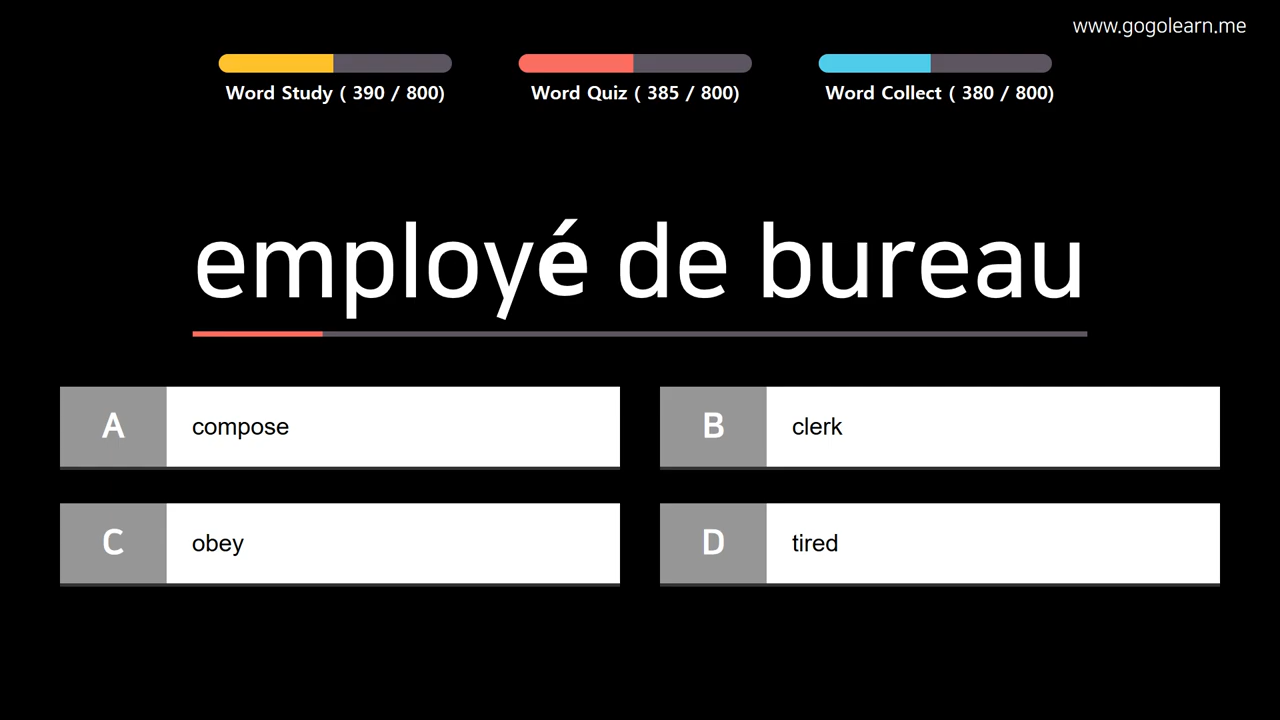 www.gogolearn.me
Word Study ( 390 / 800)
Word Quiz ( 385 / 800)
Word Collect ( 380 / 800)
employé de bureau
A compose
B clerk
C obey
D tired